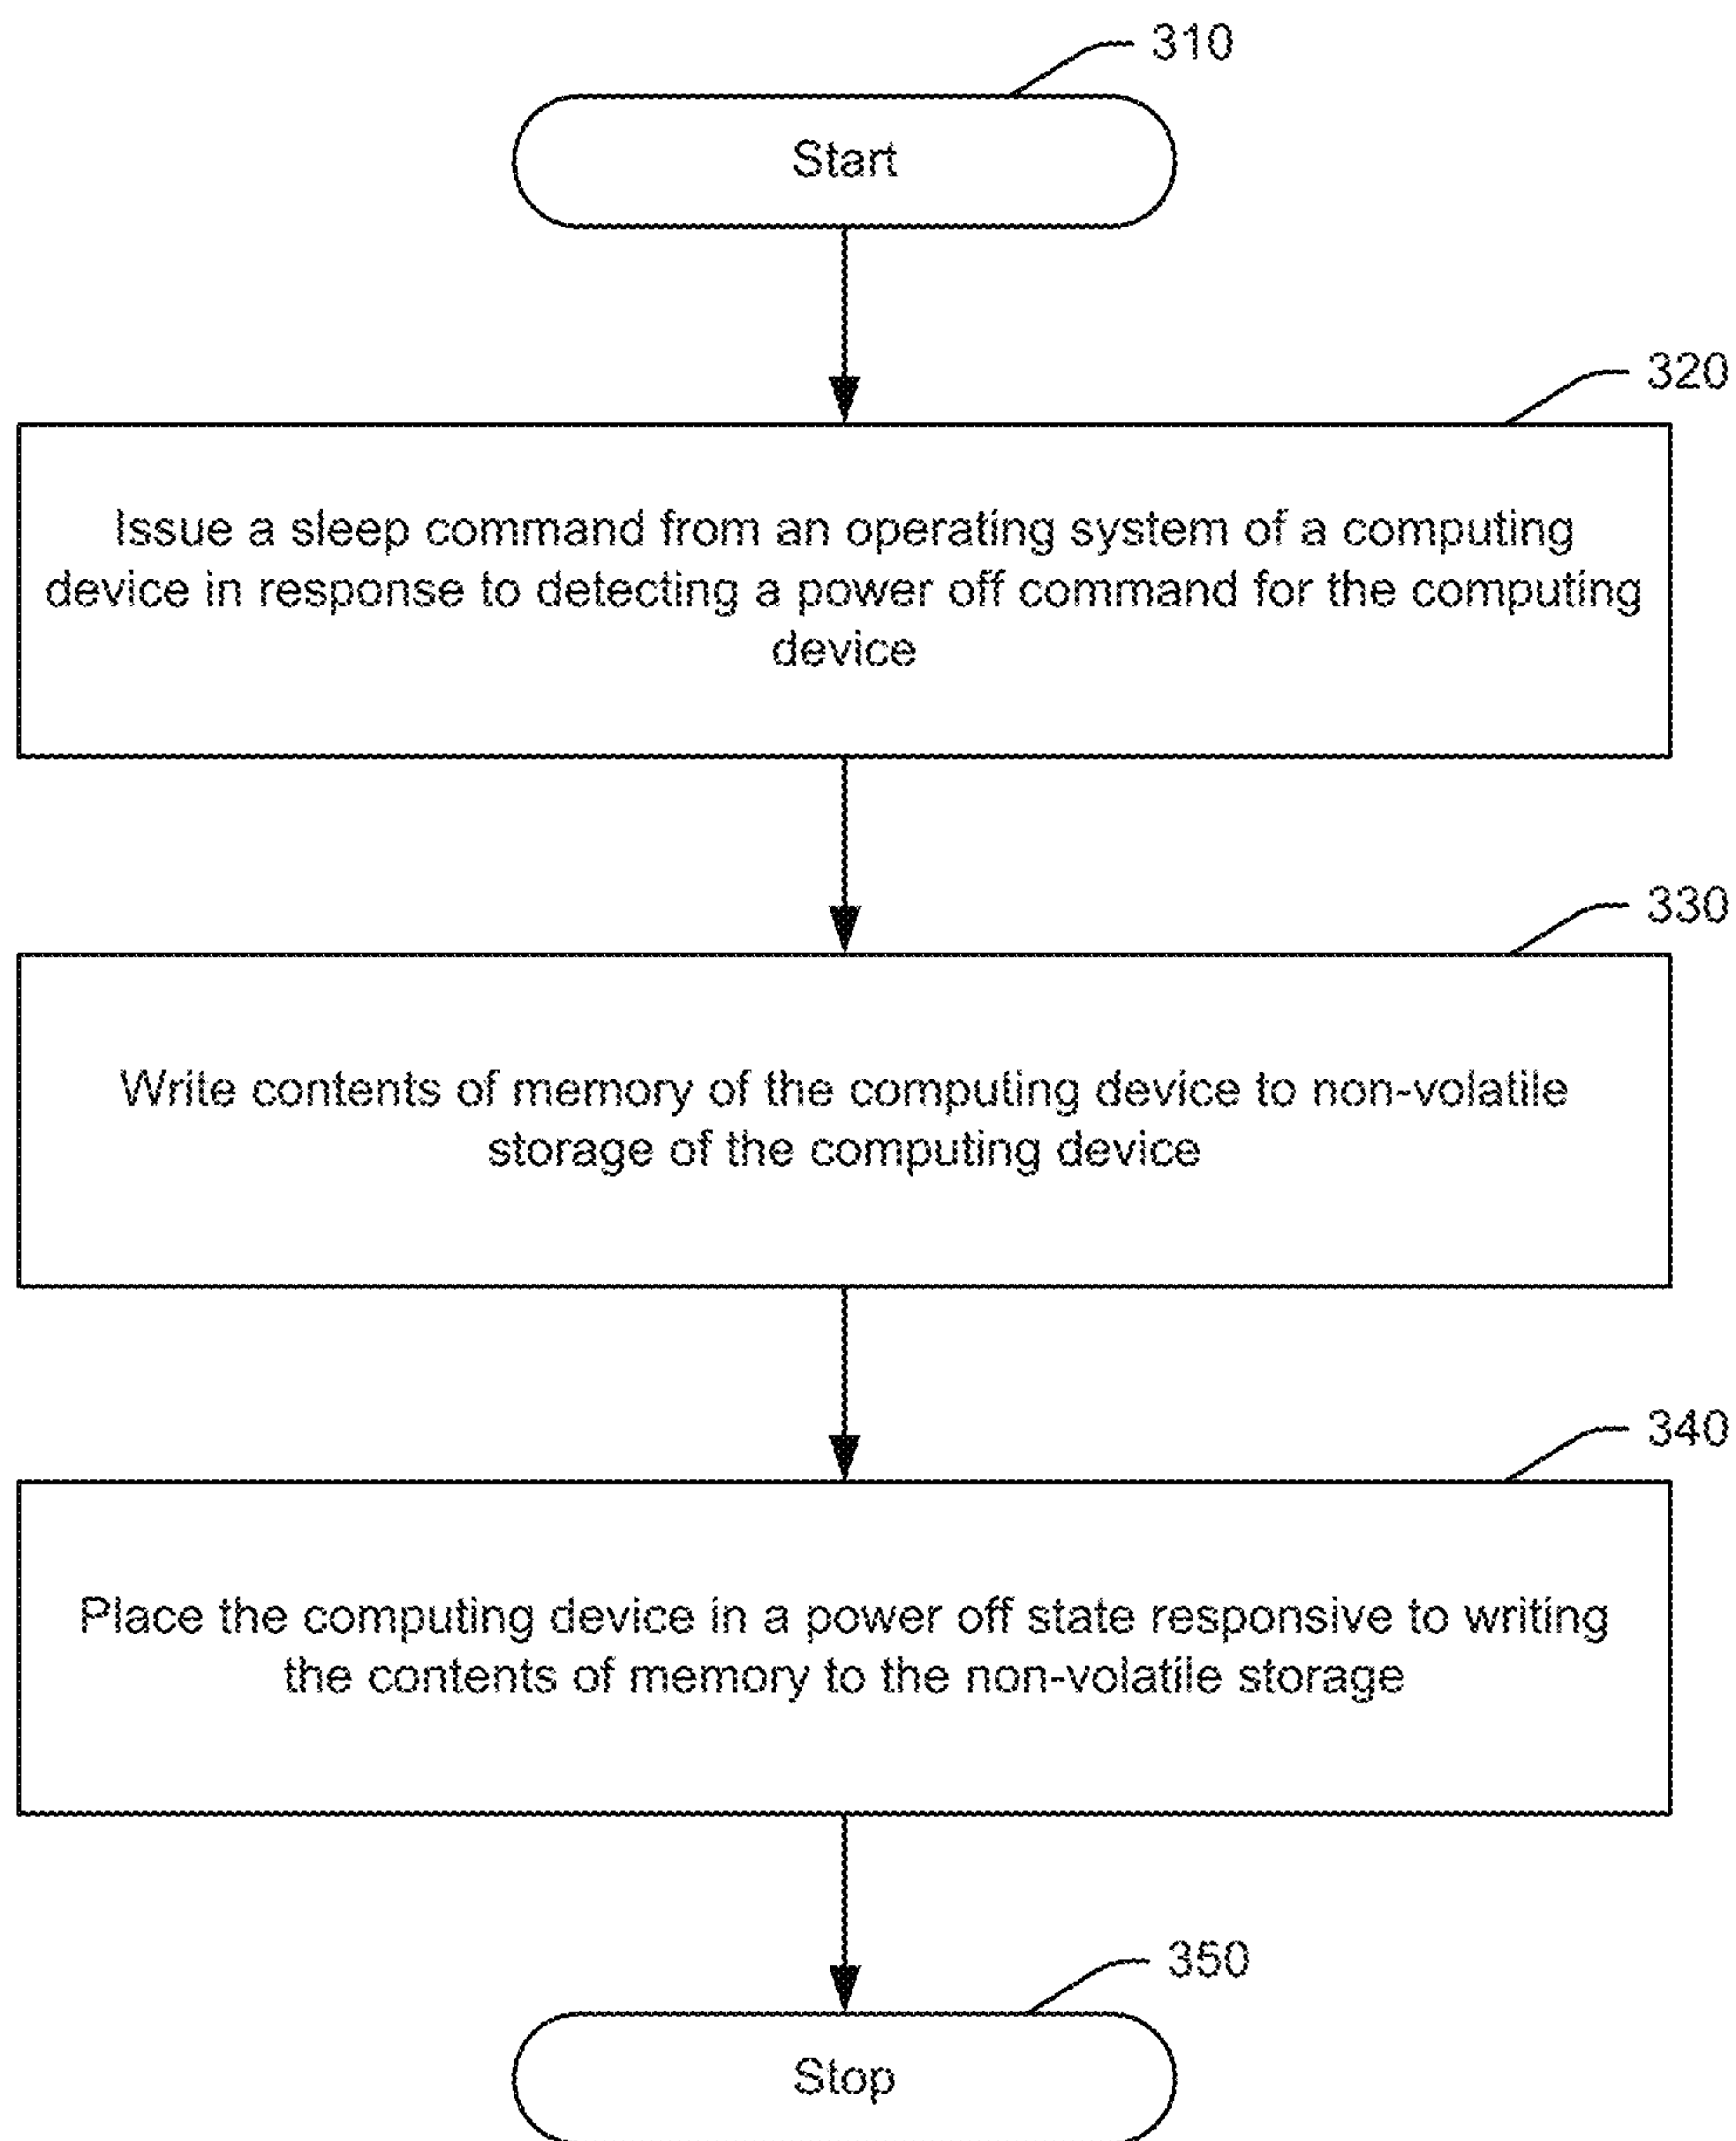 310
Start
320
Issue a sleep command from an operating system of a computing
device in response to detecting a power off command for the computing
device
330
Write contents of memory of the computing device to non-volatile
storage of the computing device
340
Place the computing device in a power off state responsive to writing
the contents of memory to the non-volatile storage
350
Stop